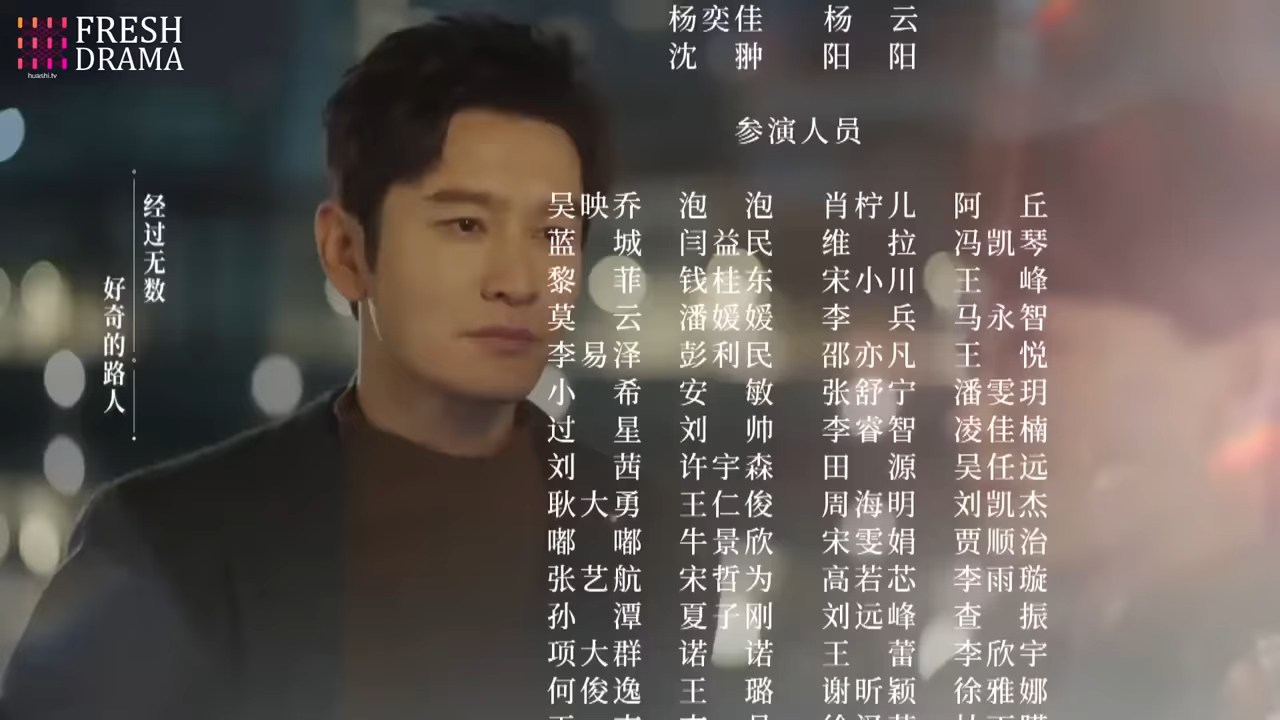 FRESH
DRAMA
huashi.tv
经过无数
好奇的路人
杨奕佳 杨云
沈翀 阳阳
参演人员
吴映乔 泡泡 肖柠儿 阿丘
蓝城 闫益民 维拉 冯凯琴
黎菲 钱桂东 宋小川 王峰
莫云 潘媛媛 李兵 马永智
李易泽 彭利民 邵亦凡 王悦
小希 安敏 张舒宁 潘雯玥
过星 刘帅 李睿智 凌佳楠
刘茜 许宇森 田源 吴任远
耿大勇 王仁俊 周海明 刘凯杰
嘟嘟 牛景欣 宋雯娟 贾顺治
张艺航 宋哲为 高若芯 李雨璇
孙潭 夏子刚 刘远峰 查振
项大群 诺诺 王蕾 李欣宇
何俊逸 王璐 谢昕颖 徐雅娜